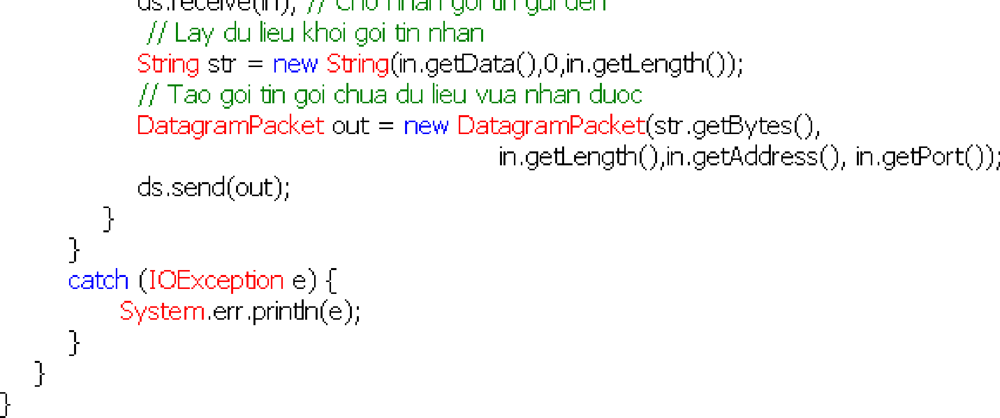 ds.receive(in); // Cho nhan goi tin gui den
// Lay du lieu khoi goi tin nhan
String str = new String(in.getData(),0,in.getLength());
// Tao goi tin goi chua du lieu vua nhan duoc
DatagramPacket out = new DatagramPacket(str.getBytes(),
in.getLength(),in.getAddress(), in.getPort());
ds.send(out);
}
}
catch (IOException e) {
System.err.println(e);
}
}
}